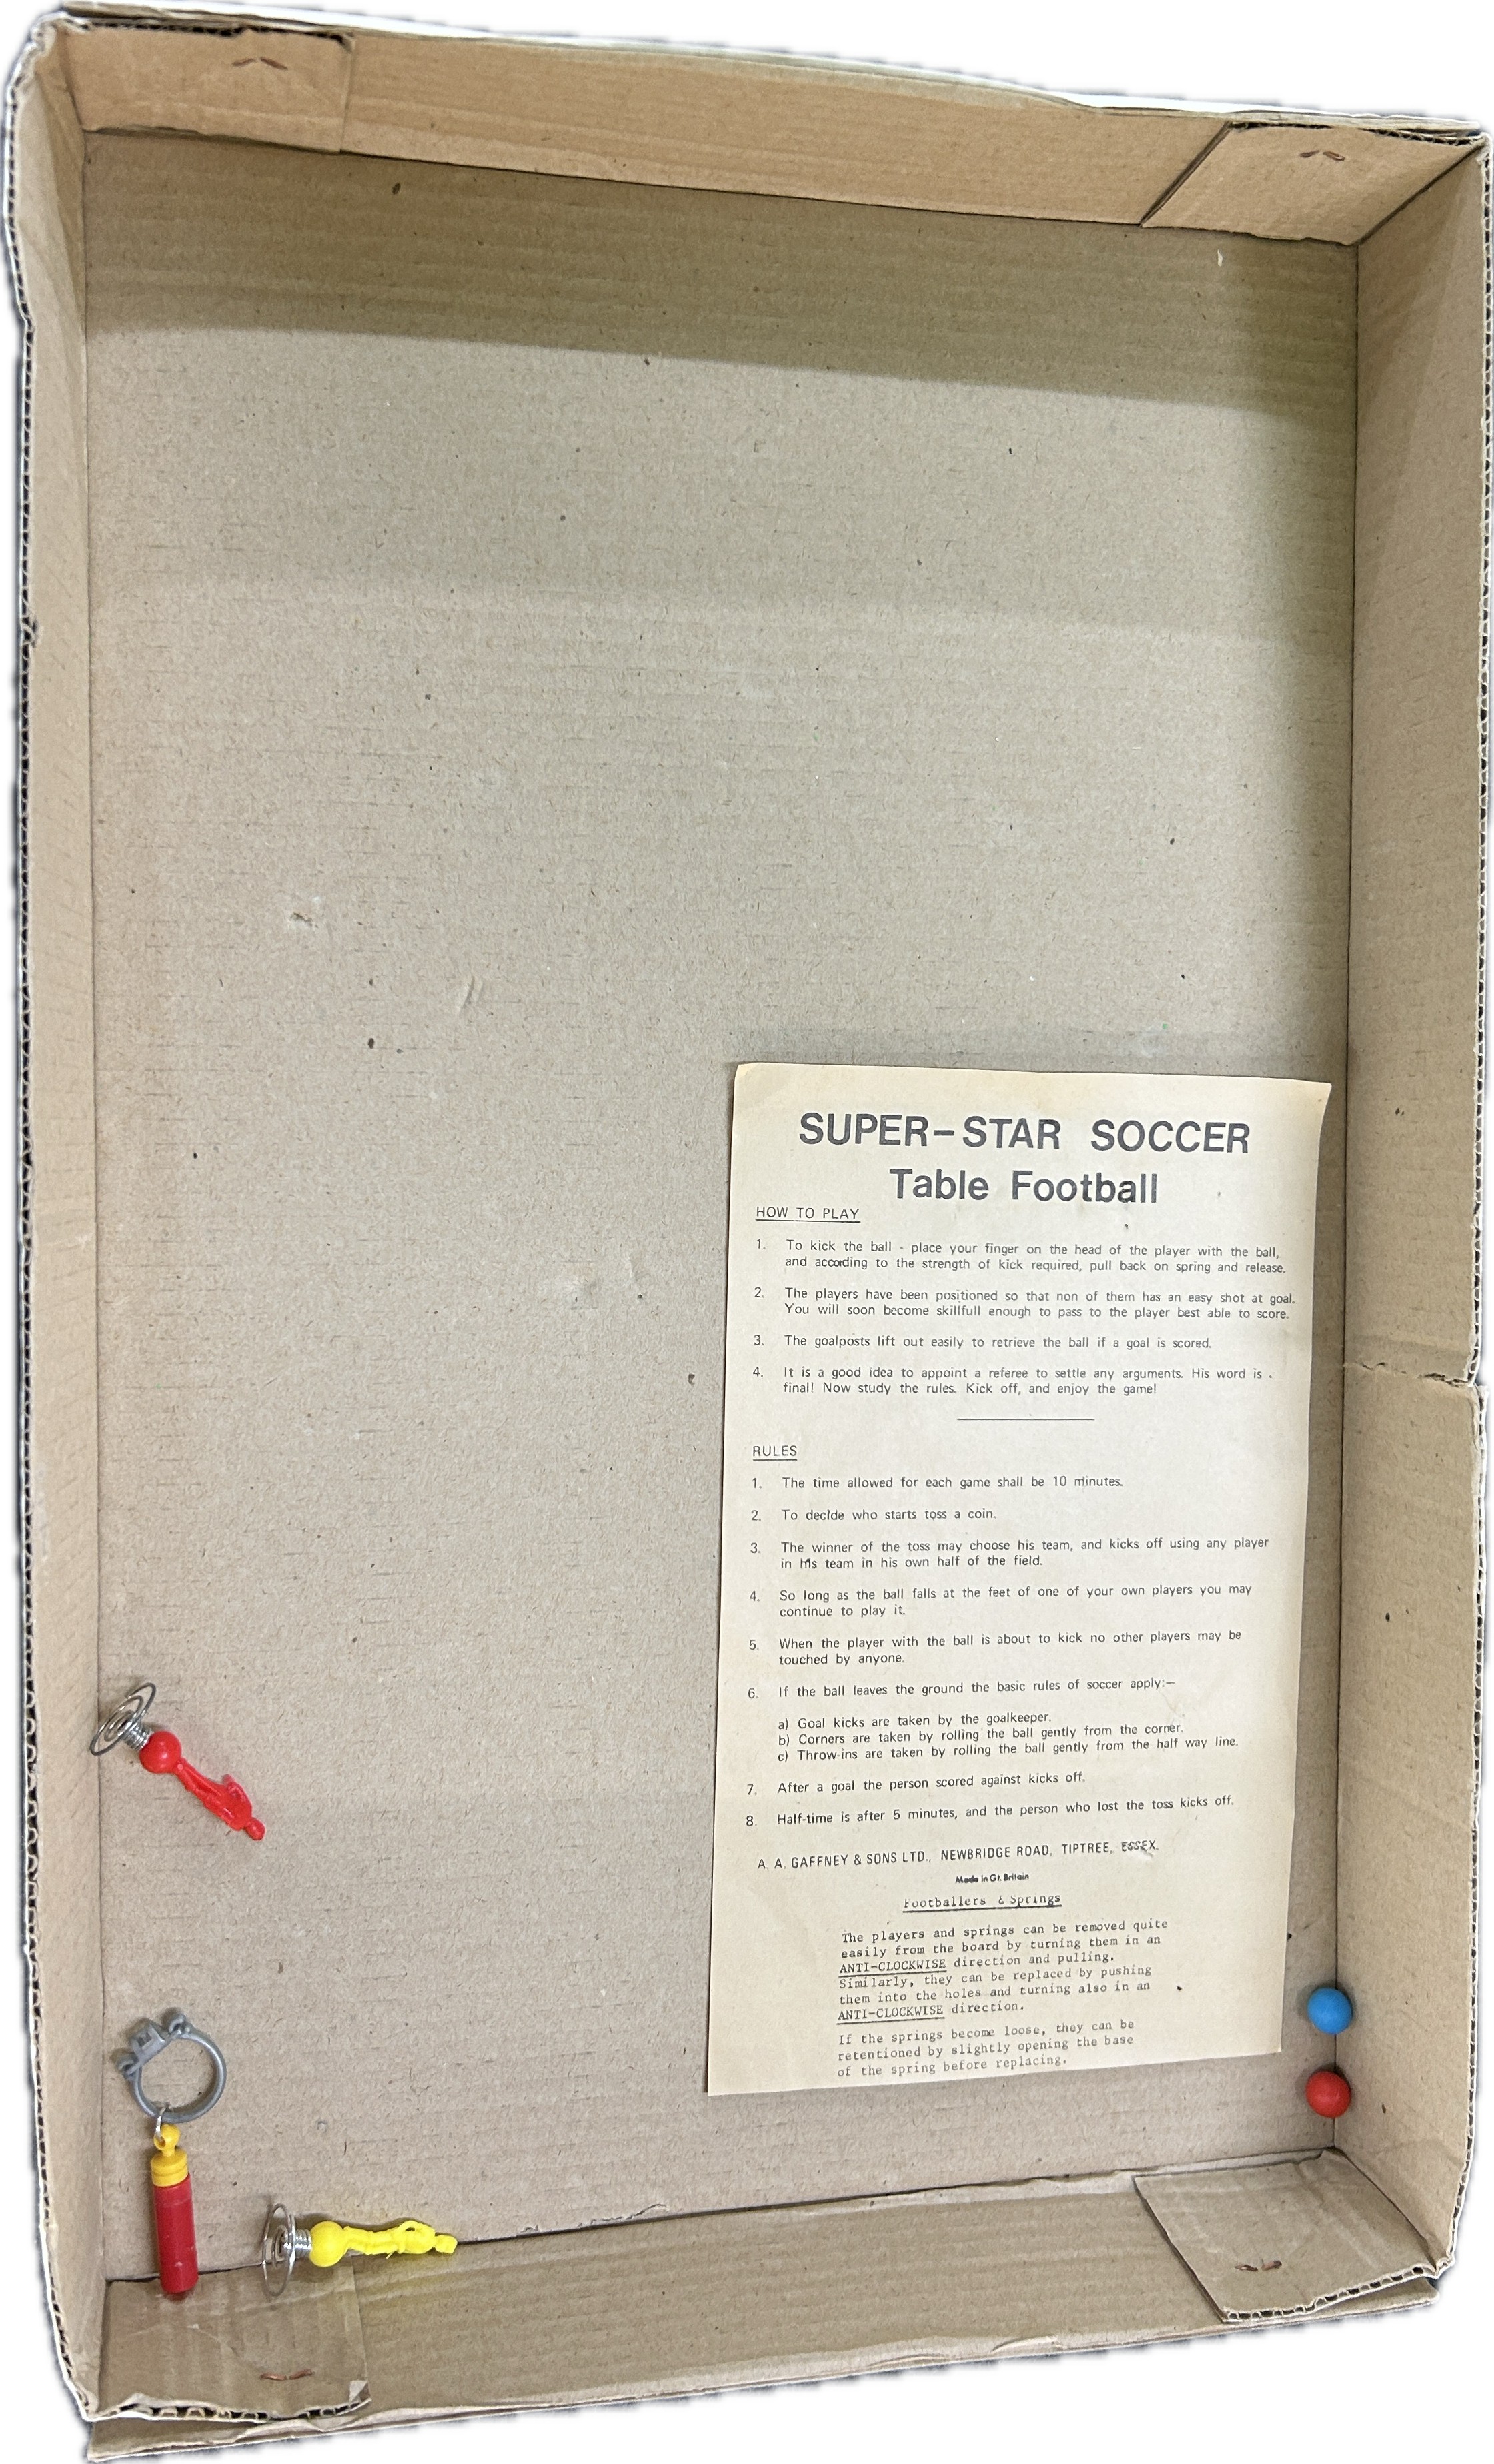 SUPER-STAR SOCCER
Table Football
HOW TO PLAY
1. To kick the ball - place your finger on the head of the player with the ball,
and according to the strength of kick required, pull back on spring and release.
2. The players have been positioned so that non of them has an easy shot at goal.
You will soon become skillfull enough to pass to the player best able to score.
3. The goalposts lift out easily to retrieve the ball if a goal is scored.
4. It is a good idea to appoint a referee to settle any arguments. His word is .
final! Now study the rules. Kick off, and enjoy the game!
RULES
1. The time allowed for each game shall be 10 minutes.
2. To decide who starts toss a coin.
3. The winner of the toss may choose his team, and kicks off using any player
in his team in his own half of the field.
4. So long as the ball falls at the feet of one of your own players you may
continue to play it.
5. When the player with the ball is about to kick no other players may be
touched by anyone.
6. If the ball leaves the ground the basic rules of soccer apply:—
a) Goal kicks are taken by the goalkeeper.
b) Corners are taken by rolling the ball gently from the corner.
c) Throw-ins are taken by rolling the ball gently from the half way line.
7. After a goal the person scored against kicks off.
8. Half-time is after 5 minutes, and the person who lost the toss kicks off.
A. A. GAFFNEY & SONS LTD., NEWBRIDGE ROAD, TIPTREE, ESSEX.
Made in Gt. Britain
Footballers & Springs
The players and springs can be removed quite
easily from the board by turning them in an
ANTI-CLOCKWISE direction and pulling.
Similarly, they can be replaced by pushing
them into the holes and turning also in an
ANTI-CLOCKWISE direction.
If the springs become loose, they can be
retentioned by slightly opening the base
of the spring before replacing.